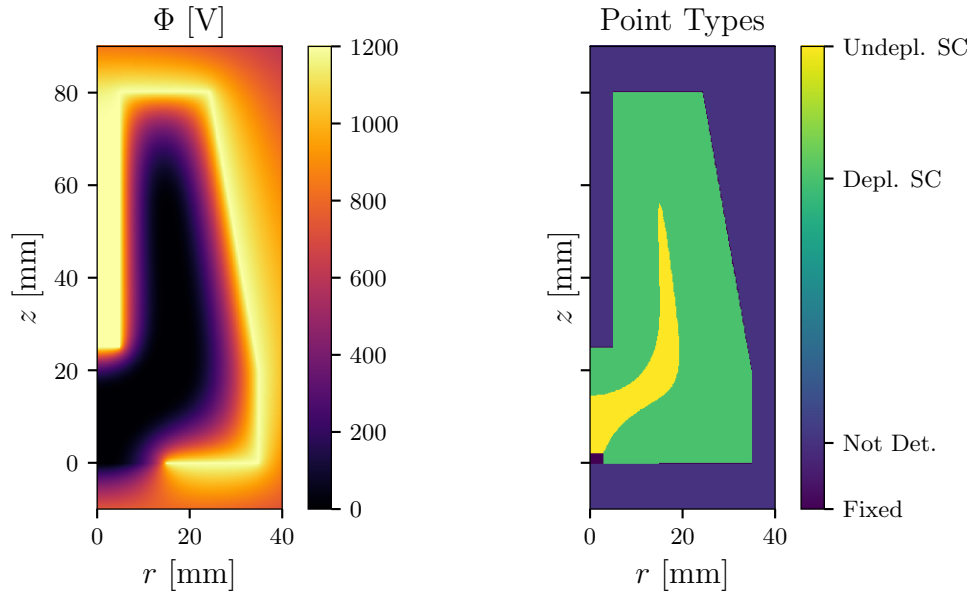 Φ [V]
80
60
40
20
0
z [mm]
0
20
40
r [mm]
1200
1000
800
600
400
200
0
Point Types
z [mm]
0
20
40
r [mm]
Undepl. SC
Depl. SC
Not Det.
Fixed